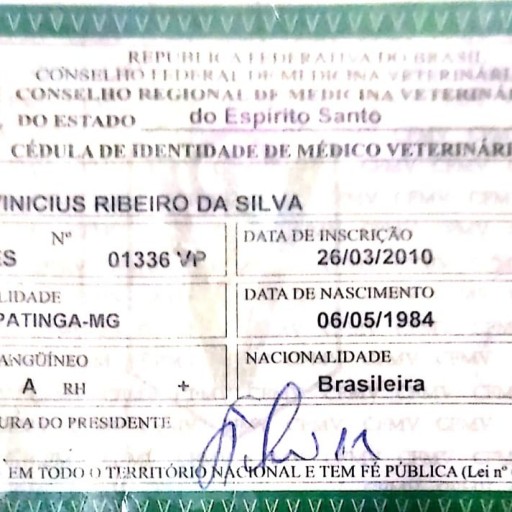 REPUBLICA FEDERATIVA DO BRASIL
CONSELHO FEDERAL DE MEDICINA VETERINÁRI
CONSELHO REGIONAL DE MEDICINA VETERINÁ
DO ESTADO do Espírito Santo
CÉDULA DE IDENTIDADE DE MÉDICO VETERINÁRI
VINICIUS RIBEIRO DA SILVA
Nº DATA DE INSCRIÇÃO
ES 01336 VP 26/03/2010
LIDADE DATA DE NASCIMENTO
PATINGA-MG 06/05/1984
ANGÜÍNEO NACIONALIDADE
A RH + Brasileira
URA DO PRESIDENTE
EM TODO O TERRITÓRIO NACIONAL E TEM FÉ PÚBLICA (Lei nº